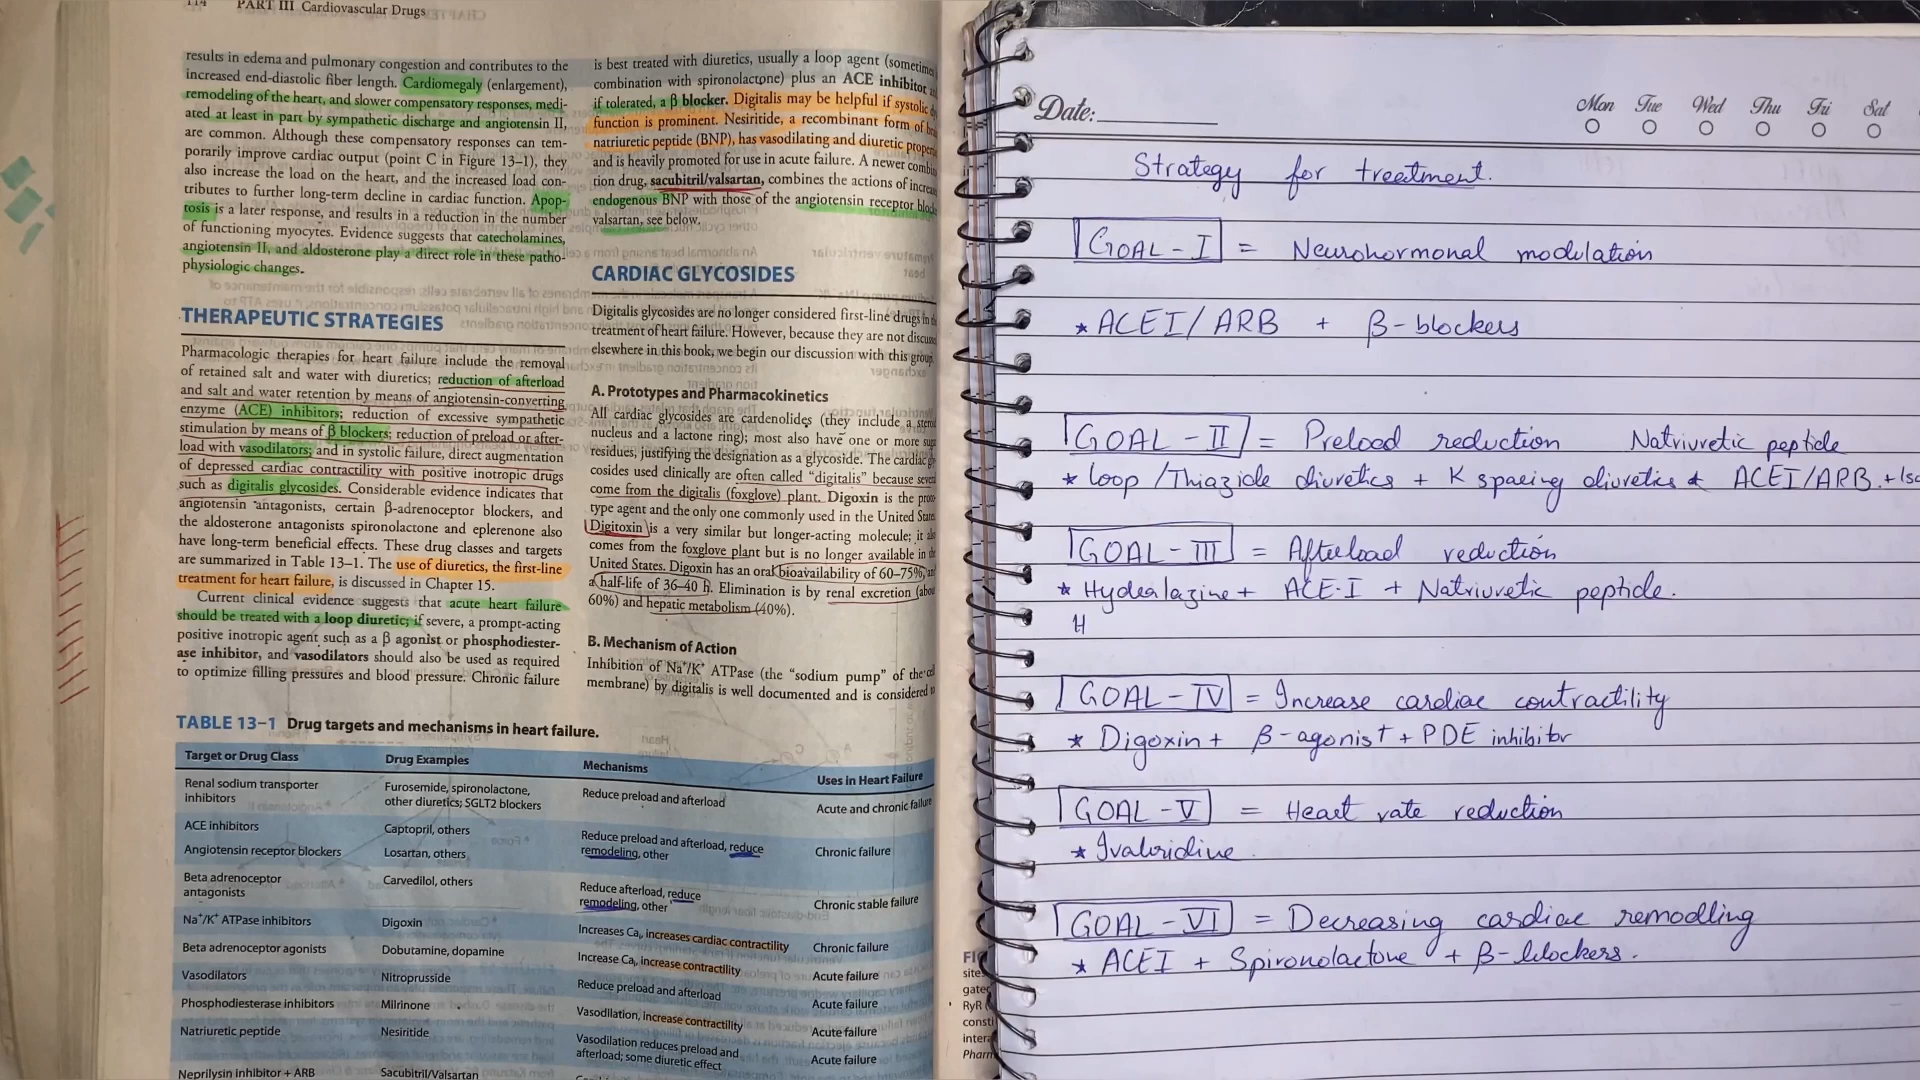 114 PART III Cardiovascular Drugs
results in edema and pulmonary congestion and contributes to the
increased end-diastolic fiber length. Cardiomegaly (enlargement),
remodeling of the heart, and slower compensatory responses, medi-
ated at least in part by sympathetic discharge and angiotensin II,
are common. Although these compensatory responses can tem-
porarily improve cardiac output (point C in Figure 13–1), they
also increase the load on the heart, and the increased load con-
tributes to further long-term decline in cardiac function. Apop-
tosis is a later response, and results in a reduction in the number
of functioning myocytes. Evidence suggests that catecholamines,
angiotensin II, and aldosterone play a direct role in these patho-
physiologic changes.
THERAPEUTIC STRATEGIES
Pharmacologic therapies for heart failure include the removal
of retained salt and water with diuretics; reduction of afterload
and salt and water retention by means of angiotensin-converting
enzyme (ACE) inhibitors; reduction of excessive sympathetic
stimulation by means of β blockers; reduction of preload or after-
load with vasodilators; and in systolic failure, direct augmentation
of depressed cardiac contractility with positive inotropic drugs
such as digitalis glycosides. Considerable evidence indicates that
angiotensin antagonists, certain β-adrenoceptor blockers, and
the aldosterone antagonists spironolactone and eplerenone also
have long-term beneficial effects. These drug classes and targets
are summarized in Table 13–1. The use of diuretics, the first-line
treatment for heart failure, is discussed in Chapter 15.
Current clinical evidence suggests that acute heart failure
should be treated with a loop diuretic; if severe, a prompt-acting
positive inotropic agent such as a β agonist or phosphodiester-
ase inhibitor, and vasodilators should also be used as required
to optimize filling pressures and blood pressure. Chronic failure
is best treated with diuretics, usually a loop agent (sometimes
combination with spironolactone) plus an ACE inhibitor
if tolerated, a β blocker. Digitalis may be helpful if systolic
function is prominent. Nesiritide, a recombinant form of
natriuretic peptide (BNP), has vasodilating and diuretic
and is heavily promoted for use in acute failure. A newer
tion drug, sacubitril/valsartan, combines the actions of
endogenous BNP with those of the angiotensin receptor
valsartan, see below.
CARDIAC GLYCOSIDES
Digitalis glycosides are no longer considered first-line drugs in
treatment of heart failure. However, because they are not
elsewhere in this book, we begin our discussion with this group.
A. Prototypes and Pharmacokinetics
All cardiac glycosides are cardenolides (they include a
nucleus and a lactone ring); most also have one or more
residues, justifying the designation as a glycoside. The cardiac
cosides used clinically are often called “digitalis” because
come from the digitalis (foxglove) plant. Digoxin is the
type agent and the only one commonly used in the United
Digitoxin is a very similar but longer-acting molecule; it
comes from the foxglove plant but is no longer available in
United States. Digoxin has an oral bioavailability of 60–75%,
a half-life of 36–40 h. Elimination is by renal excretion
60%) and hepatic metabolism (40%).
B. Mechanism of Action
Inhibition of Na⁺/K⁺ ATPase (the “sodium pump” of the
membrane) by digitalis is well documented and is considered
TABLE 13–1 Drug targets and mechanisms in heart failure.
Target or Drug Class Drug Examples Mechanisms Uses in Heart Failure
Renal sodium transporter inhibitors Furosemide, spironolactone, other diuretics; SGLT2 blockers Reduce preload and afterload Acute and chronic failure
ACE inhibitors Captopril, others
Angiotensin receptor blockers Losartan, others Reduce preload and afterload, reduce remodeling, other Chronic failure
Beta adrenoceptor antagonists Carvedilol, others Reduce afterload, reduce remodeling, other Chronic stable failure
Na⁺/K⁺ ATPase inhibitors Digoxin Increases Ca, increases cardiac contractility Chronic failure
Beta adrenoceptor agonists Dobutamine, dopamine Increase Ca, increase contractility Acute failure
Vasodilators Nitroprusside Reduce preload and afterload Acute failure
Phosphodiesterase inhibitors Milrinone Vasodilation, increase contractility Acute failure
Natriuretic peptide Nesiritide Vasodilation reduces preload and afterload; some diuretic effect Acute failure
Neprilysin inhibitor + ARB Sacubitril/Valsartan
Date:
Mon Tue Wed Thu Fri Sat
Strategy for treatment.
GOAL - I = Neurohormonal modulation
* ACEI/ARB + β-blockers
GOAL - II = Preload reduction Natriuretic peptide
* loop/Thiazide diuretics + K sparing diuretics * ACEI/ARB. +
GOAL - III = Afterload reduction
* Hydralazine + ACE-I + Natriuretic peptide.
H
GOAL - IV = Increase cardiac contractility
* Digoxin + β-agonist + PDE inhibitor
GOAL - V = Heart rate reduction
* Ivabridine.
GOAL - VI = Decreasing cardiac remodling
* ACEI + Spironolactone + β-blockers.